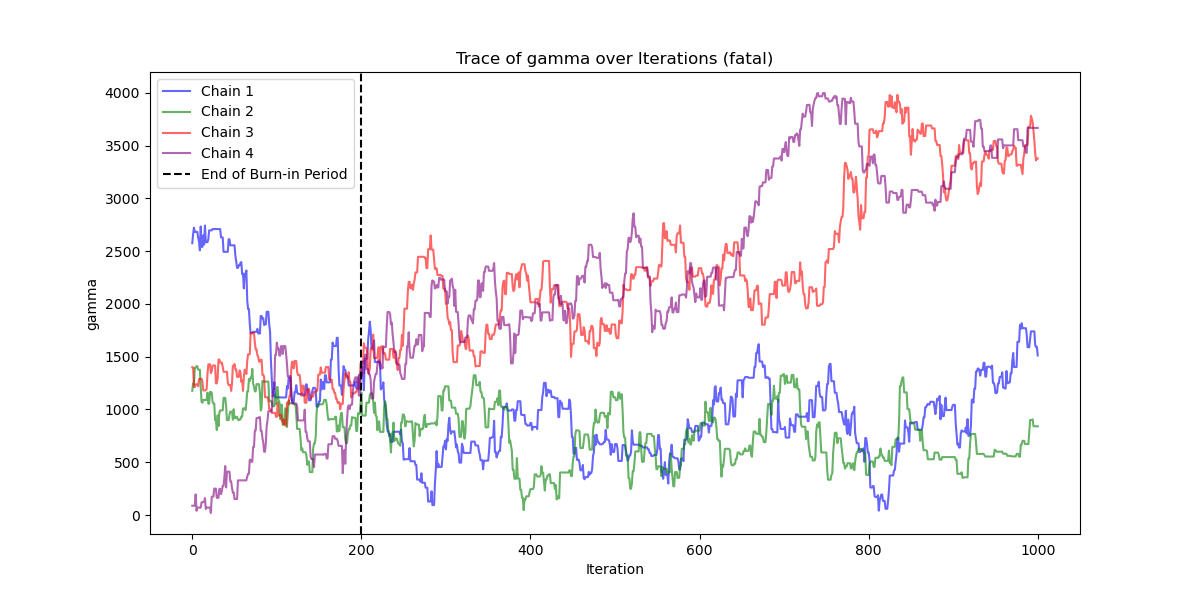 Trace of gamma over Iterations (fatal)
Chain 1
Chain 2
Chain 3
Chain 4
End of Burn-in Period
4000
3500
3000
2500
2000
1500
1000
500
0
gamma
0
200
400
600
800
1000
Iteration